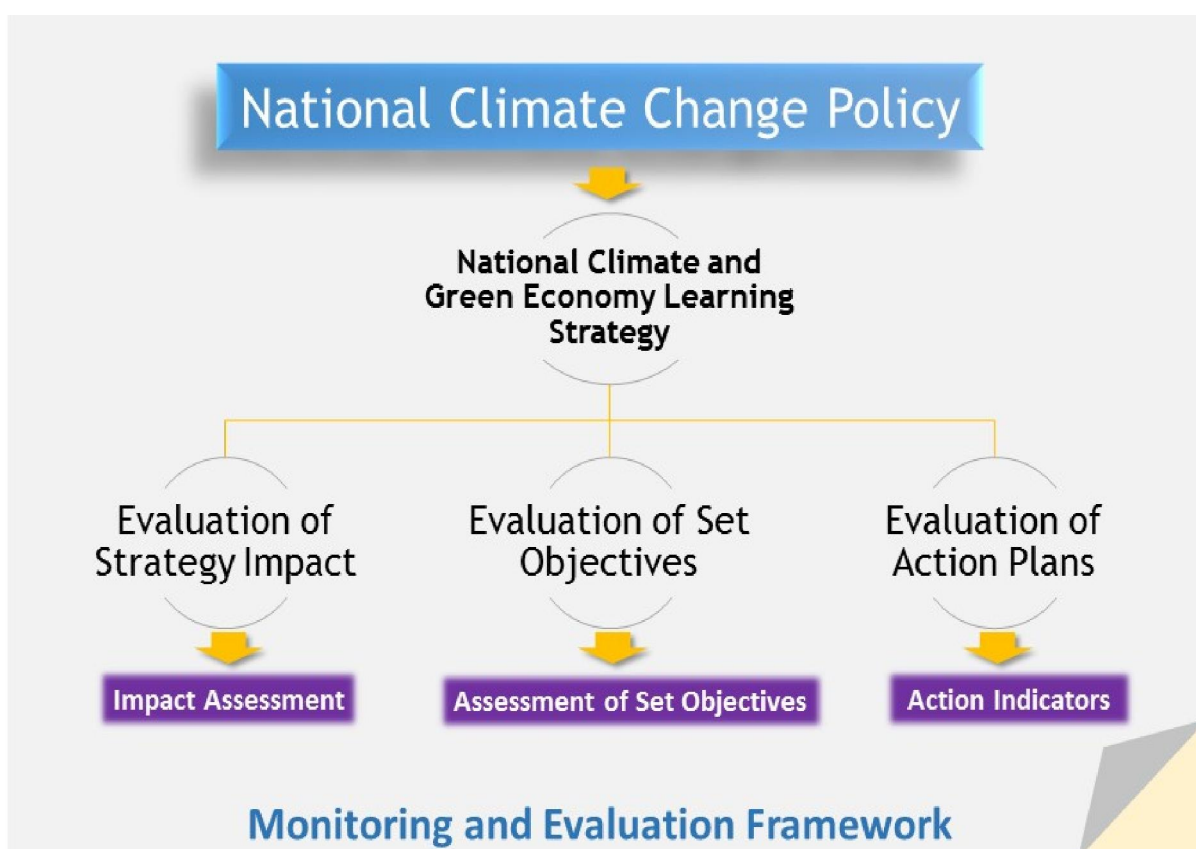 National Climate Change Policy
National Climate and
Green Economy Learning
Strategy
Evaluation of
Strategy Impact
Evaluation of Set
Objectives
Evaluation of
Action Plans
Impact Assessment
Assessment of Set Objectives
Action Indicators
Monitoring and Evaluation Framework